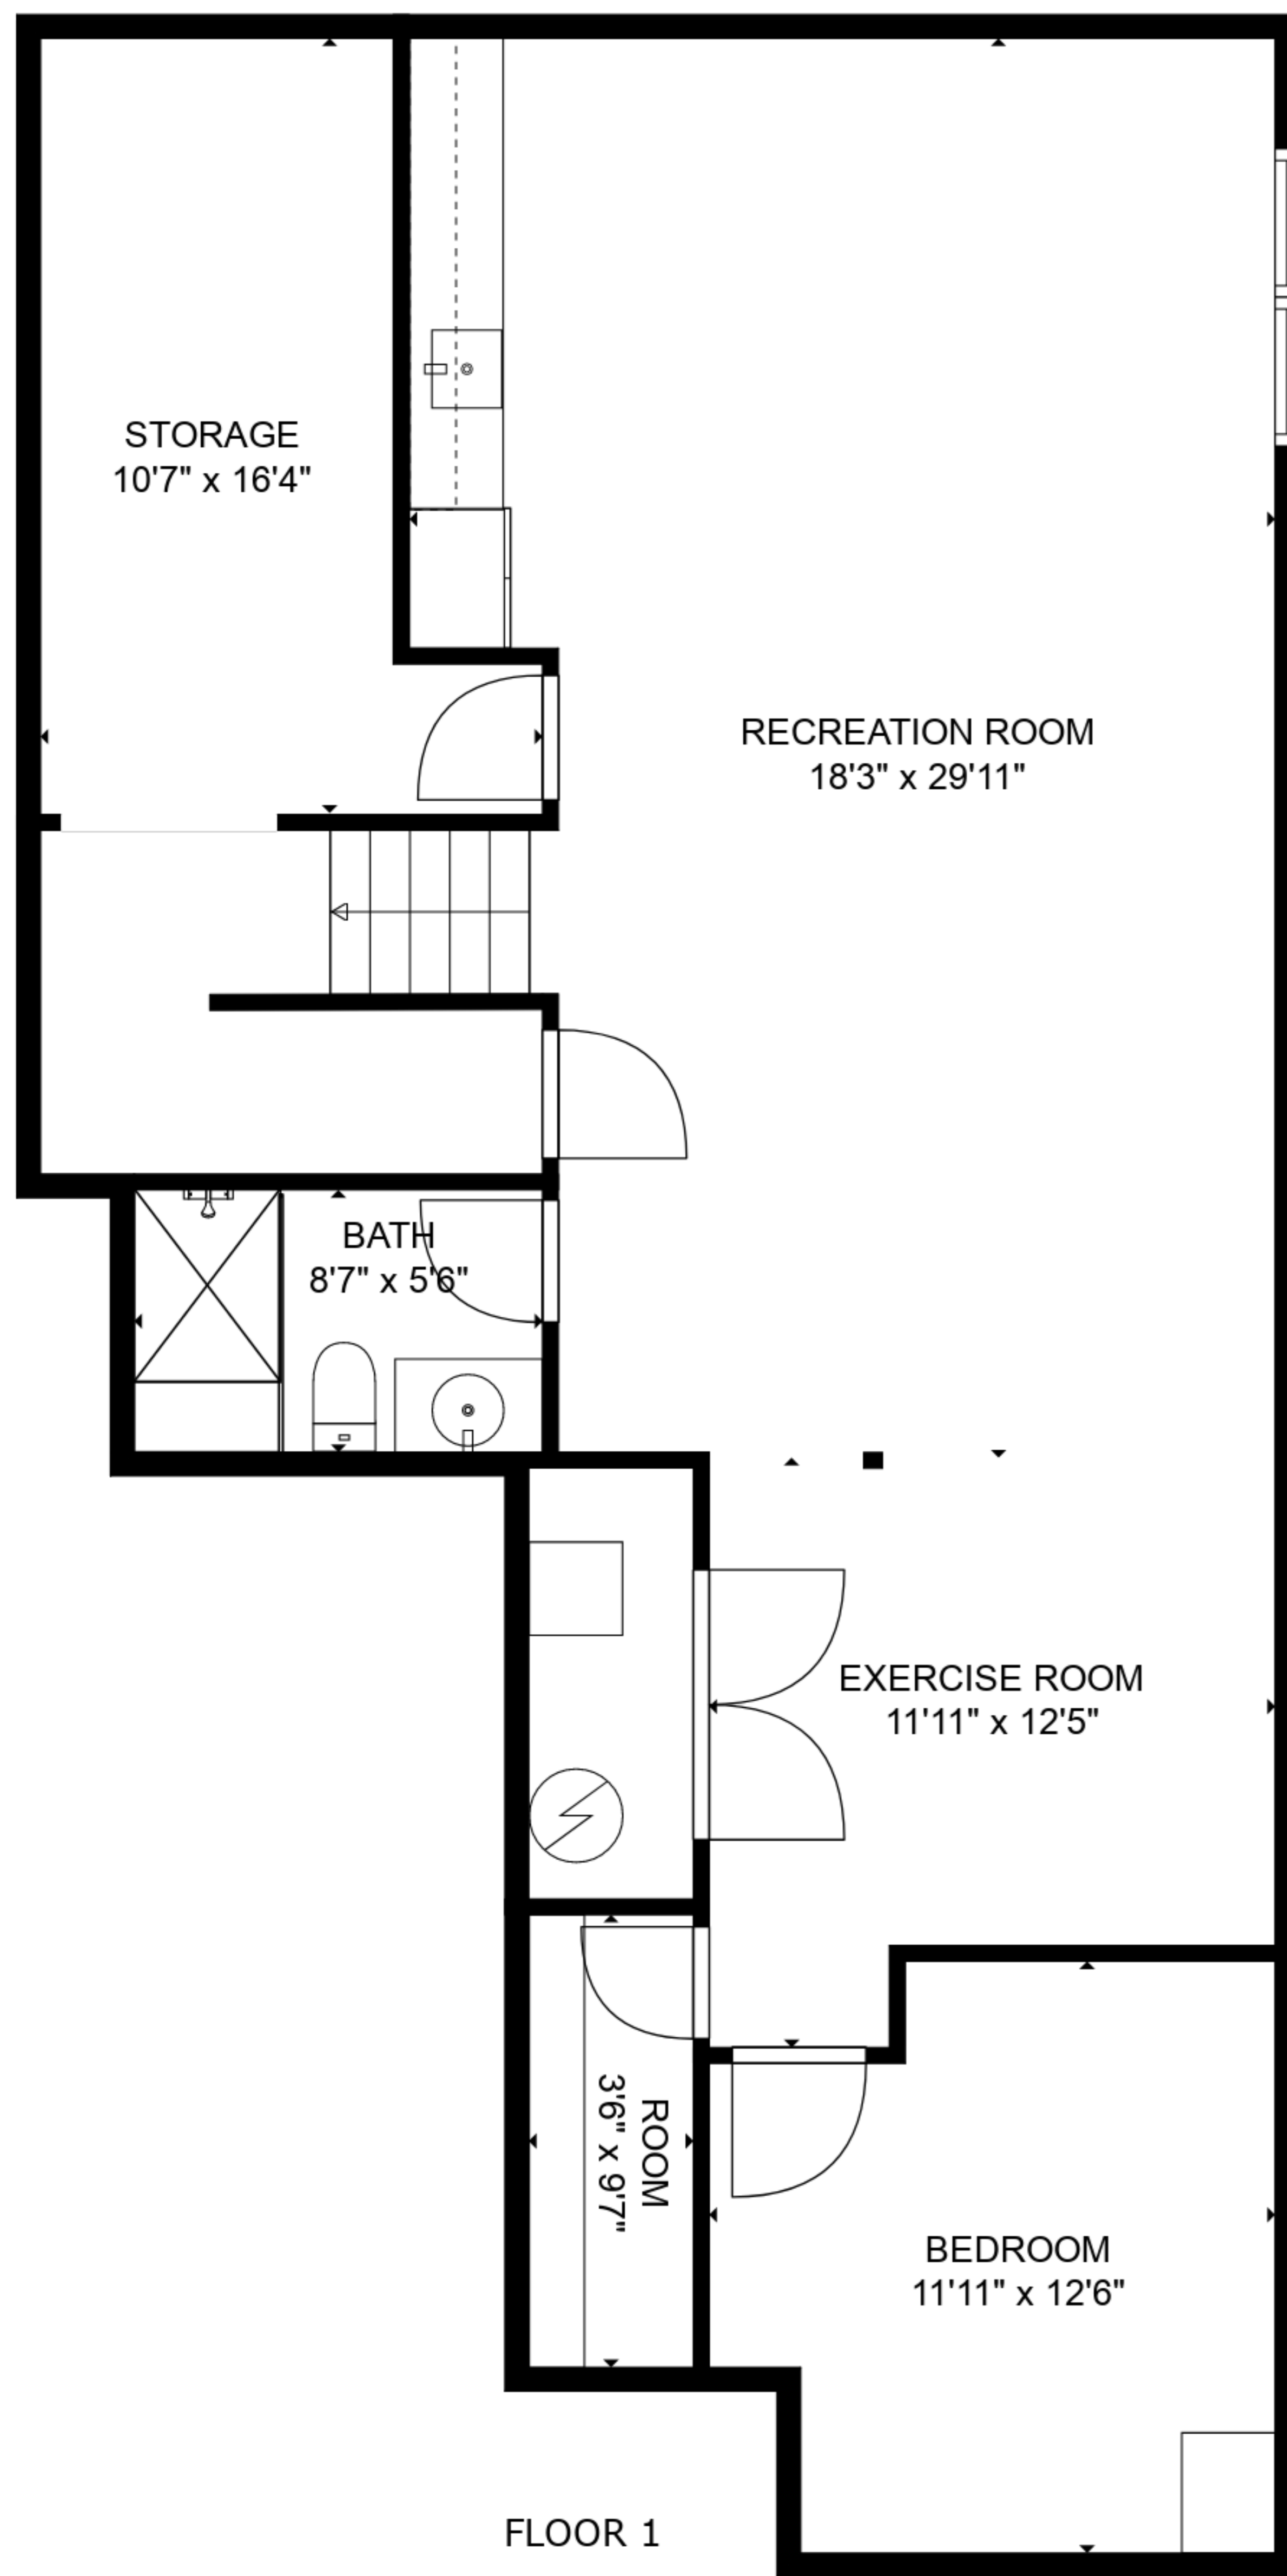 STORAGE
10'7" x 16'4"
RECREATION ROOM
18'3" x 29'11"
BATH
8'7" x 5'6"
EXERCISE ROOM
11'11" x 12'5"
ROOM
3'6" x 9'7"
BEDROOM
11'11" x 12'6"
FLOOR 1